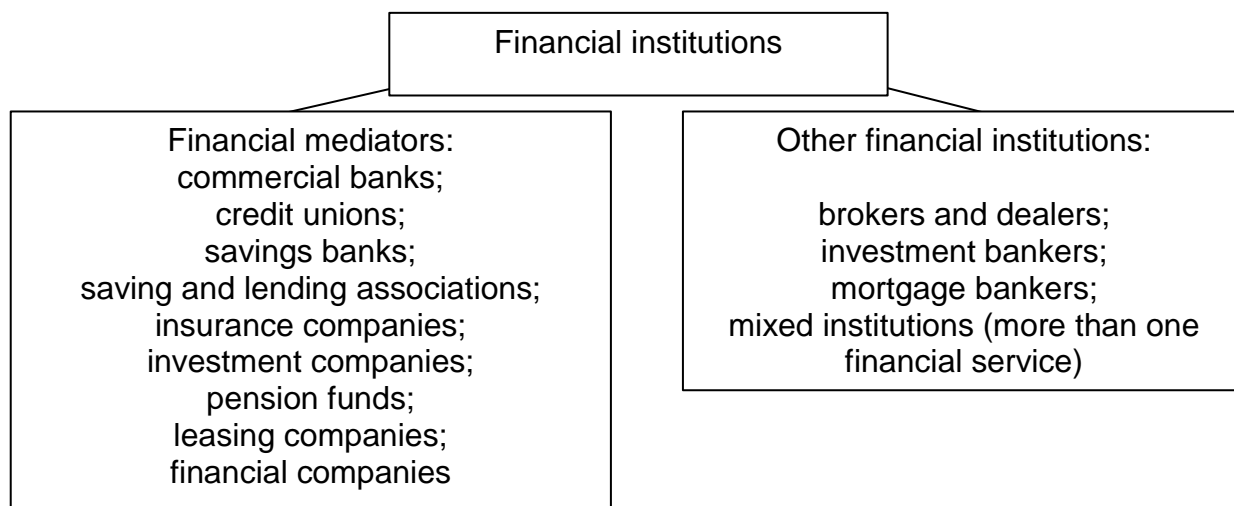 Financial institutions
Financial mediators:
commercial banks;
credit unions;
savings banks;
saving and lending associations;
insurance companies;
investment companies;
pension funds;
leasing companies;
financial companies
Other financial institutions:
brokers and dealers;
investment bankers;
mortgage bankers;
mixed institutions (more than one
financial service)